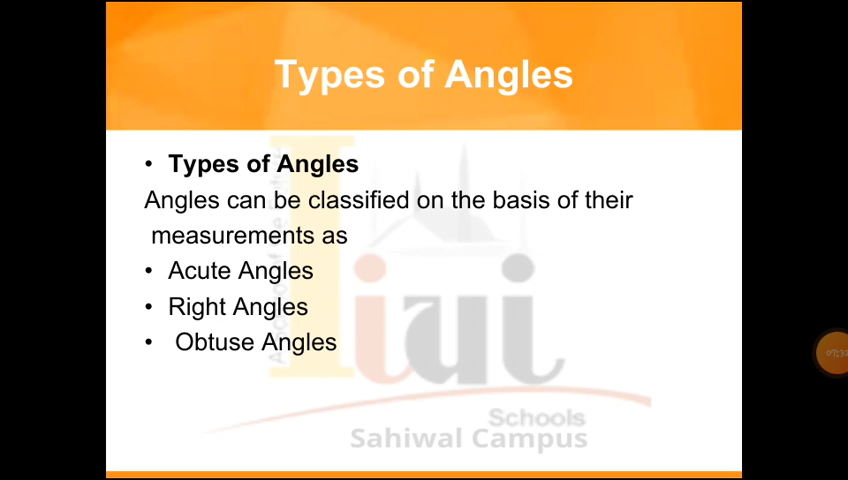 Types of Angles
• Types of Angles
Angles can be classified on the basis of their
measurements as
• Acute Angles
• Right Angles
• Obtuse Angles
Iiui
Schools
Sahiwal Campus